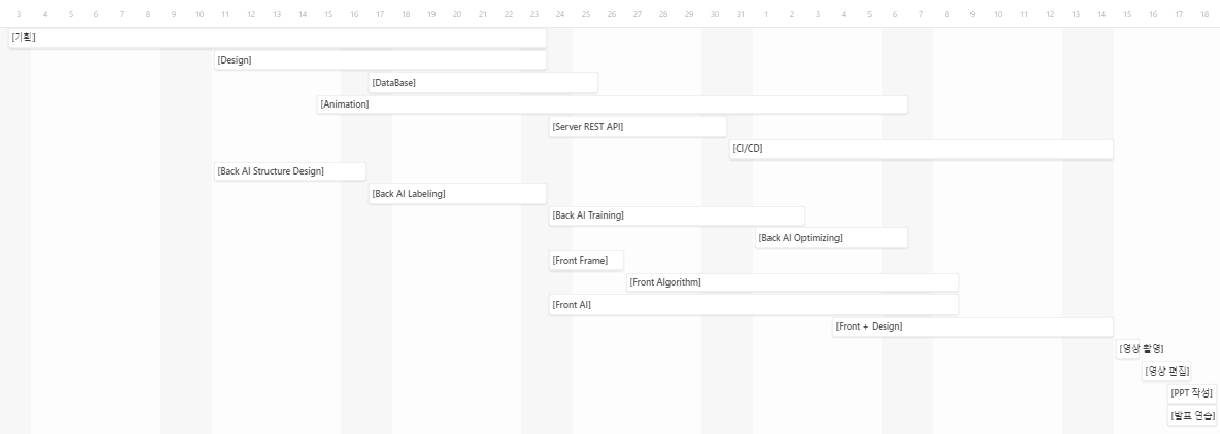 3 4 5 6 7 8 9 10 11 12 13 14 15 16 17 18 19 20 21 22 23 24 25 26 27 28 29 30 31 1 2 3 4 5 6 7 8 9 10 11 12 13 14 15 16 17 18
[기획]
[Design]
[DataBase]
[Animation]
[Server REST API]
[CI/CD]
[Back AI Structure Design]
[Back AI Labeling]
[Back AI Training]
[Back AI Optimizing]
[Front Frame]
[Front Algorithm]
[Front AI]
[Front + Design]
[영상 촬영]
[영상 편집]
[PPT 작성]
[발표 연습]